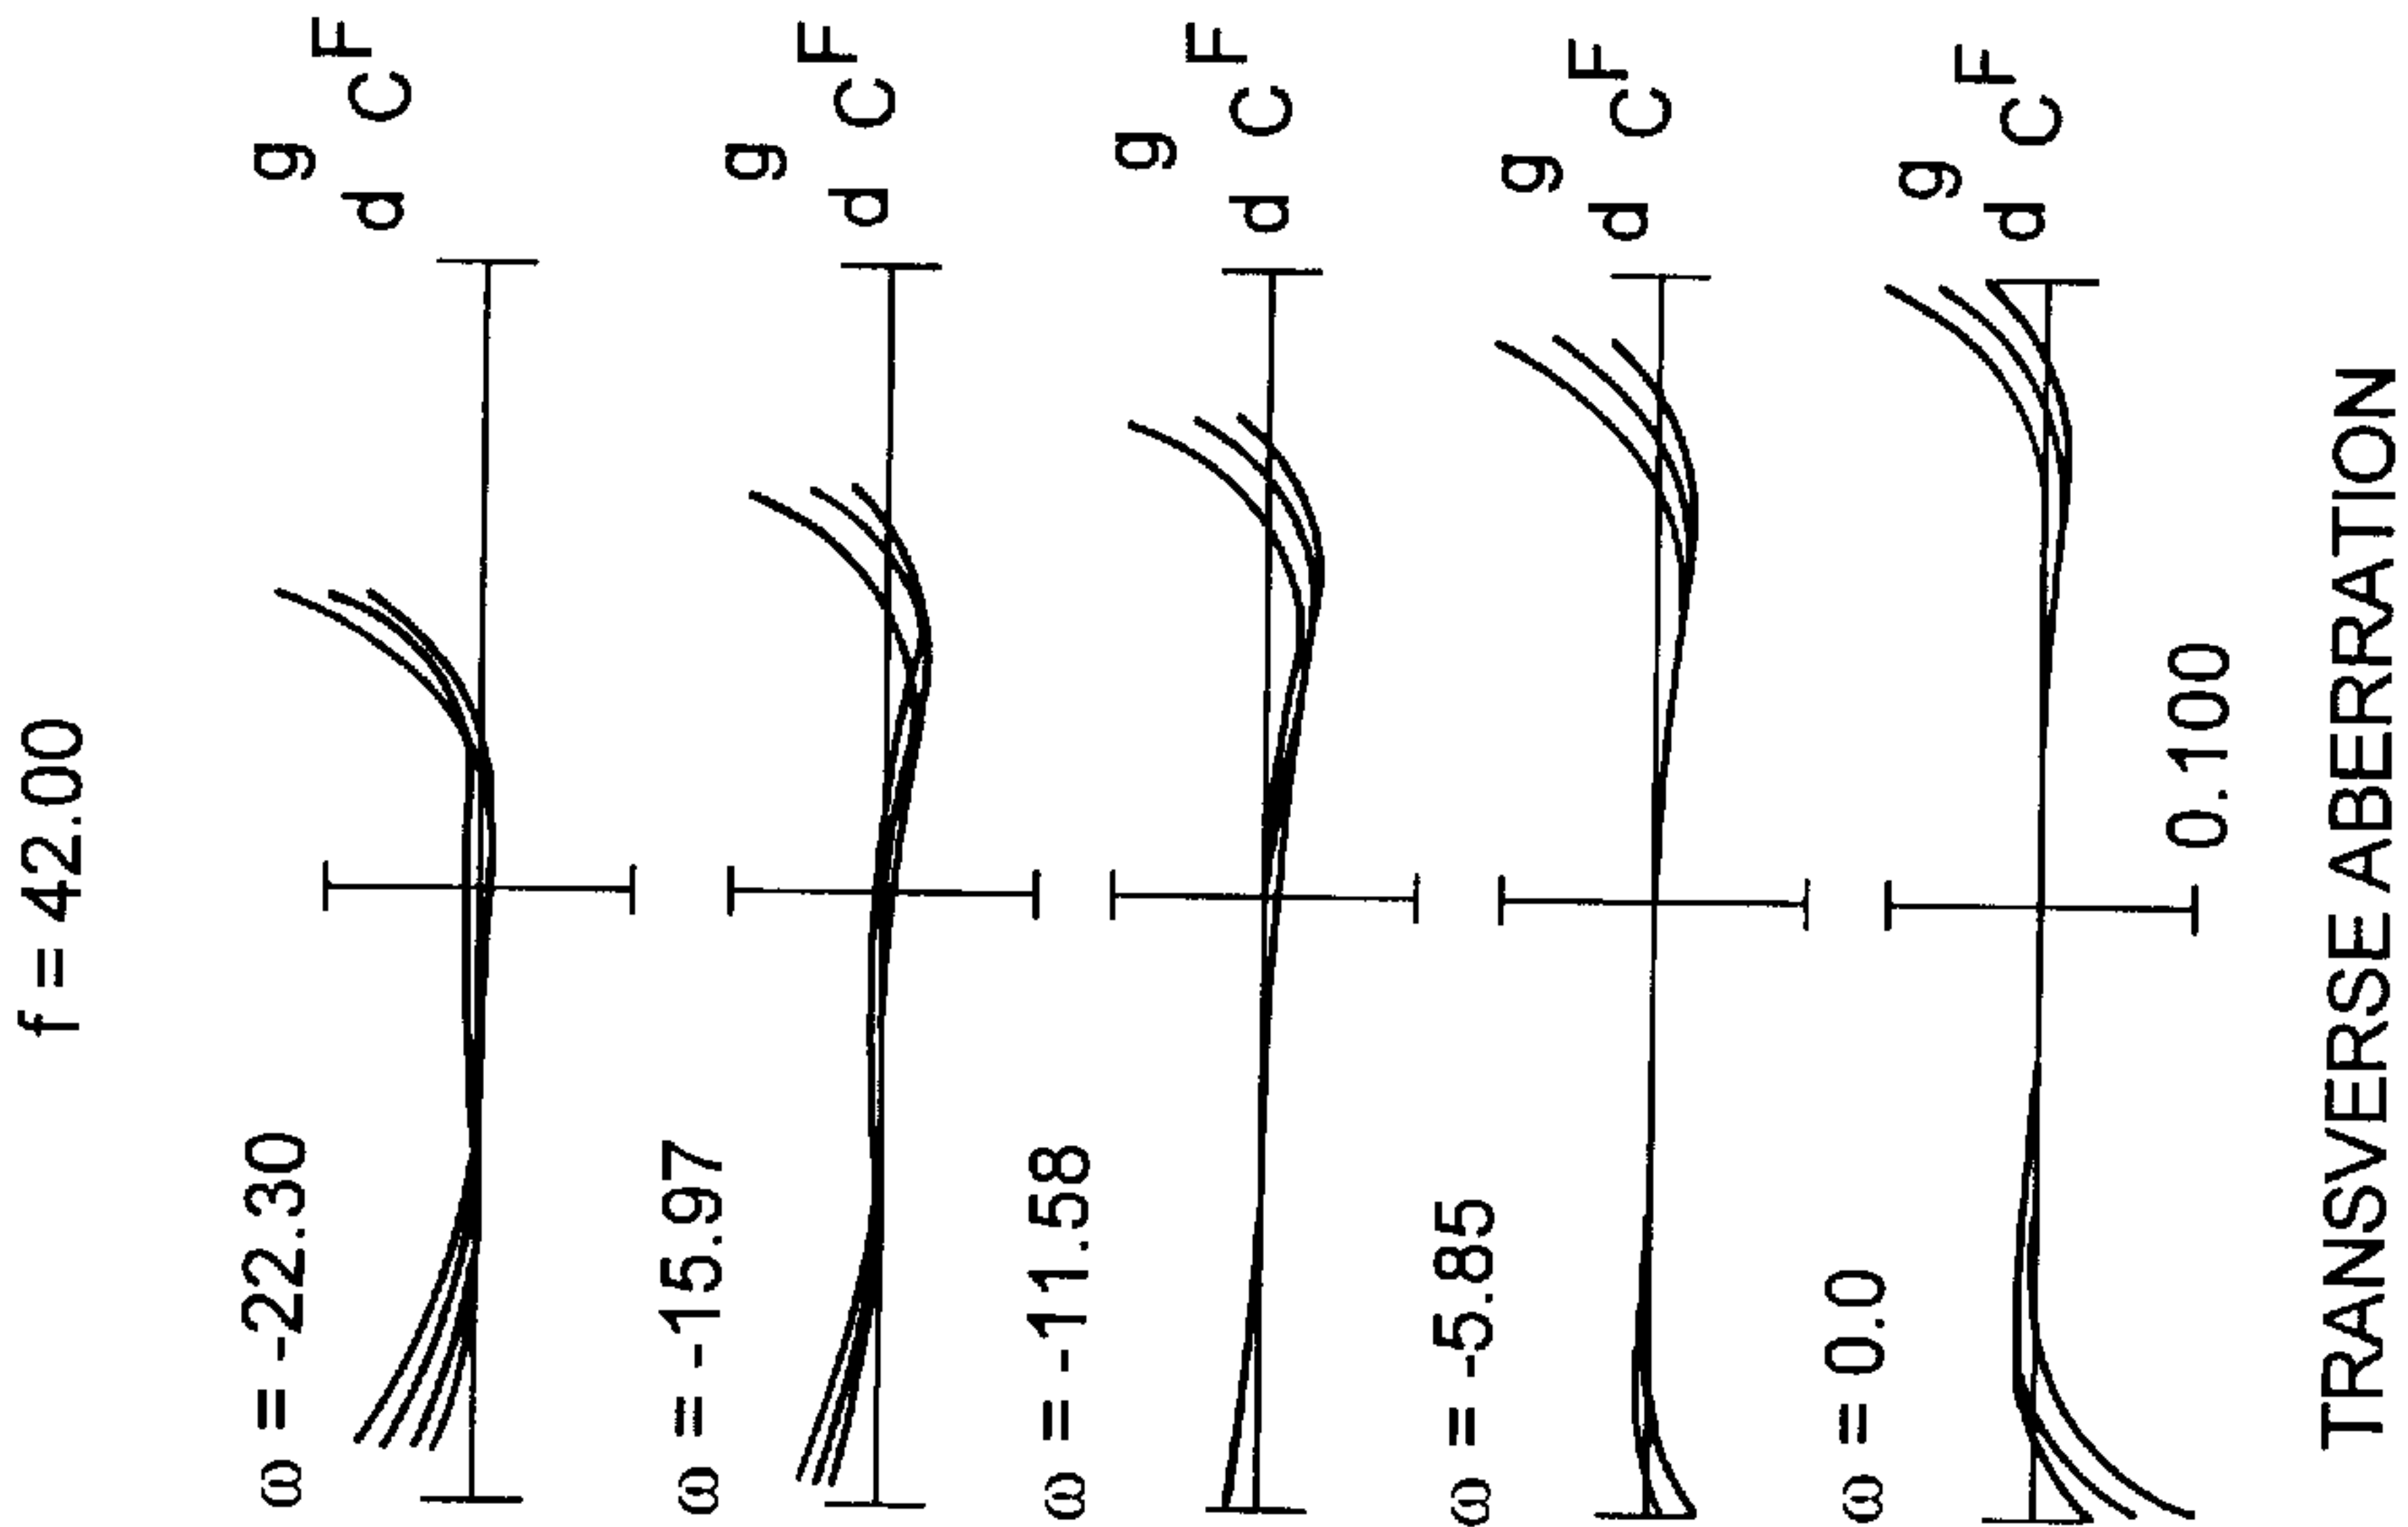 f = 42.00
ω = -22.30
g
F
d
C
ω = -15.97
g
F
d
C
ω = -11.58
g
F
d
C
ω = -5.85
g
F
d
C
ω = 0.0
g
F
d
C
0.100
TRANSVERSE ABERRATION